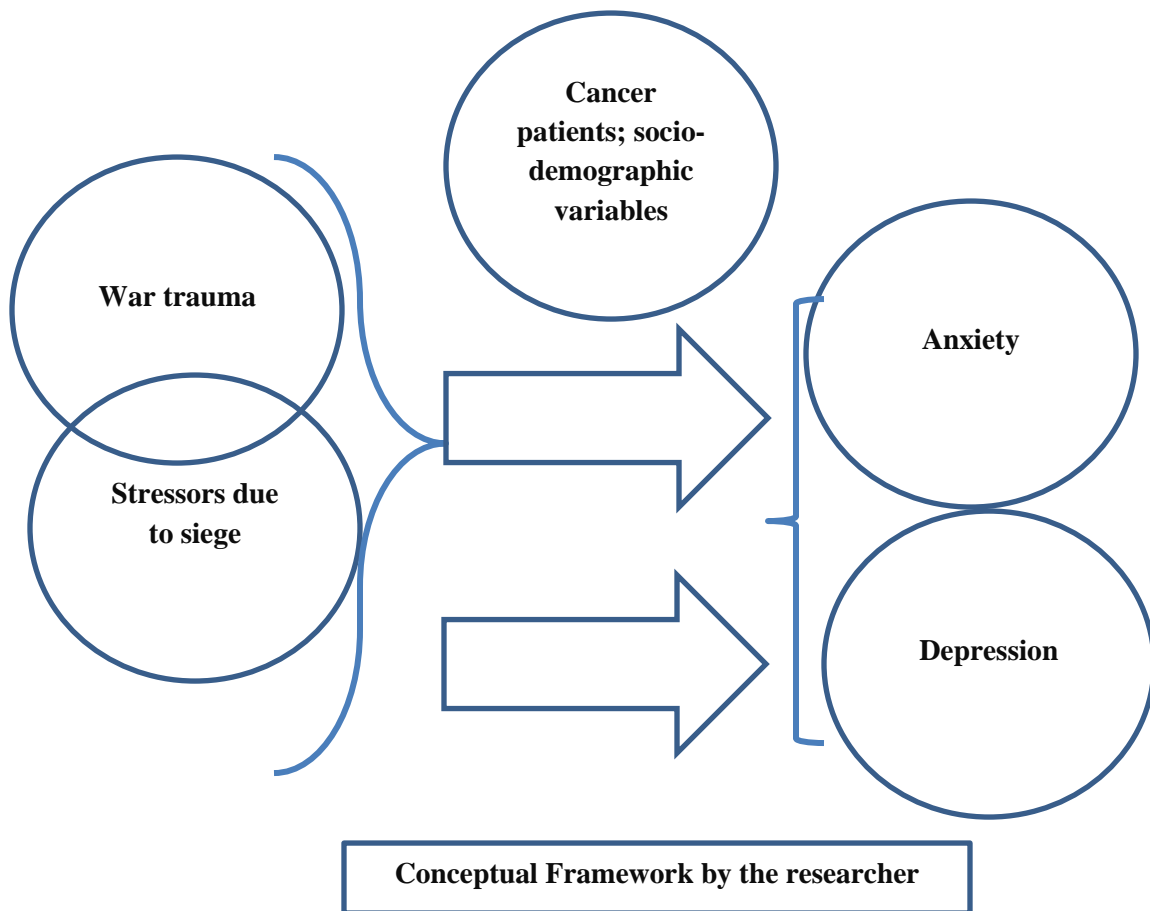 Cancer
patients; socio-
demographic
variables
War trauma
Anxiety
Stressors due
to siege
Depression
Conceptual Framework by the researcher